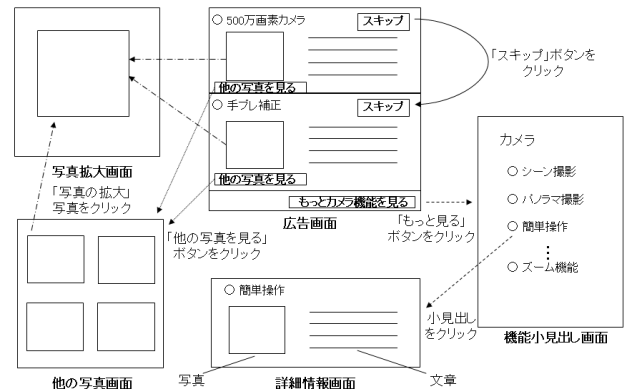 ○ 500万画素カメラ
スキップ
他の写真を見る
○ 手ブレ補正
スキップ
他の写真を見る
もっとカメラ機能を見る
広告画面
「スキップ」ボタンを
クリック
写真拡大画面
「写真の拡大」
写真をクリック
「他の写真を見る」
ボタンをクリック
「もっと見る」
ボタンをクリック
カメラ
○ シーン撮影
○ パノラマ撮影
○ 簡単操作
○ ズーム機能
機能小見出し画面
小見出し
をクリック
○ 簡単操作
写真
文章
詳細情報画面
他の写真画面